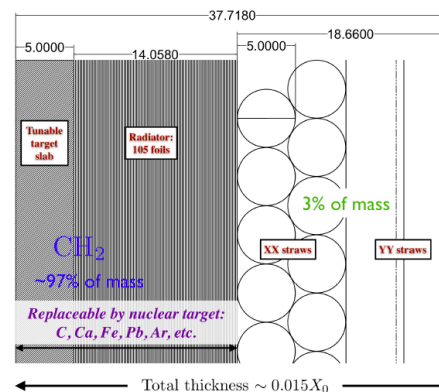 37.7180
18.6600
5.0000
14.0580
5.0000
Tunable
target
slab
Radiator:
105 foils
3% of mass
CH2
~97% of mass
XX straws
YY straws
Replaceable by nuclear target:
C, Ca, Fe, Pb, Ar, etc.
Total thickness ∼ 0.015X0